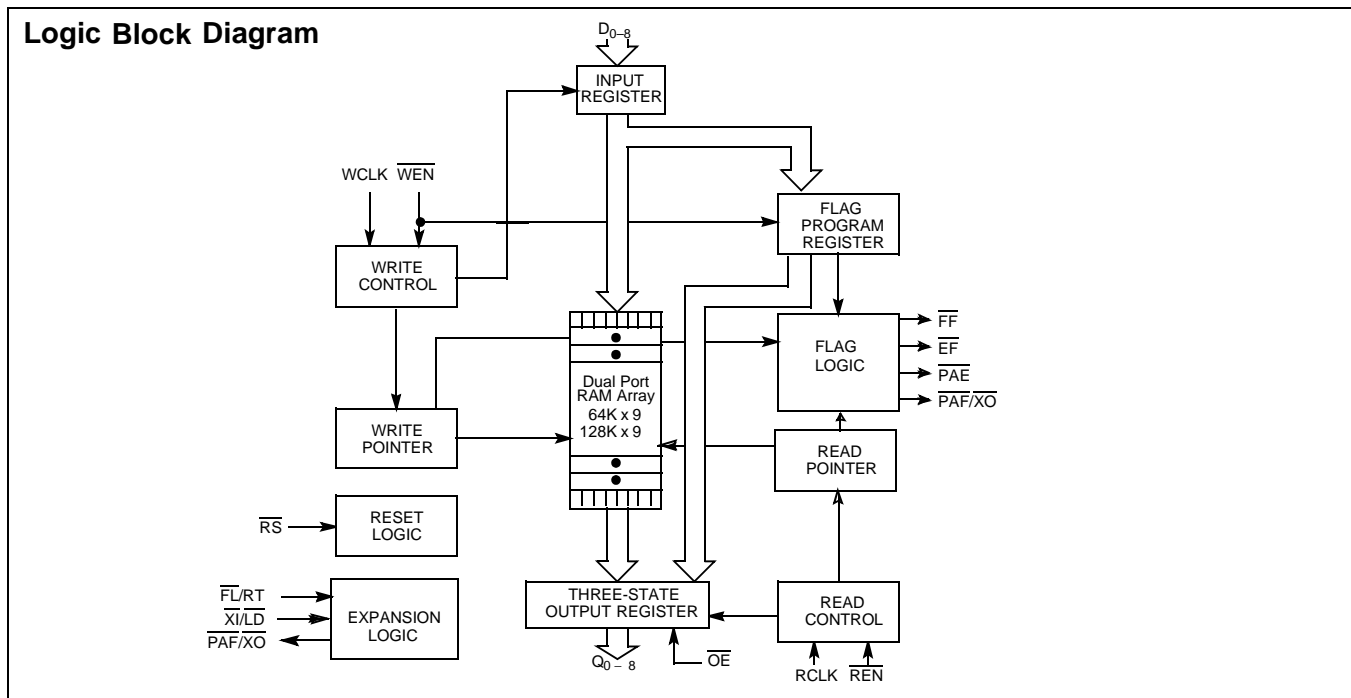 Logic Block Diagram
D0–8
INPUT
REGISTER
WCLK
WEN
FLAG
PROGRAM
REGISTER
WRITE
CONTROL
FF
EF
PAE
PAF/XO
FLAG
LOGIC
Dual Port
RAM Array
64K x 9
128K x 9
WRITE
POINTER
READ
POINTER
RS
RESET
LOGIC
FL/RT
XI/LD
PAF/XO
EXPANSION
LOGIC
THREE-STATE
OUTPUT REGISTER
READ
CONTROL
Q0 – 8
OE
RCLK
REN